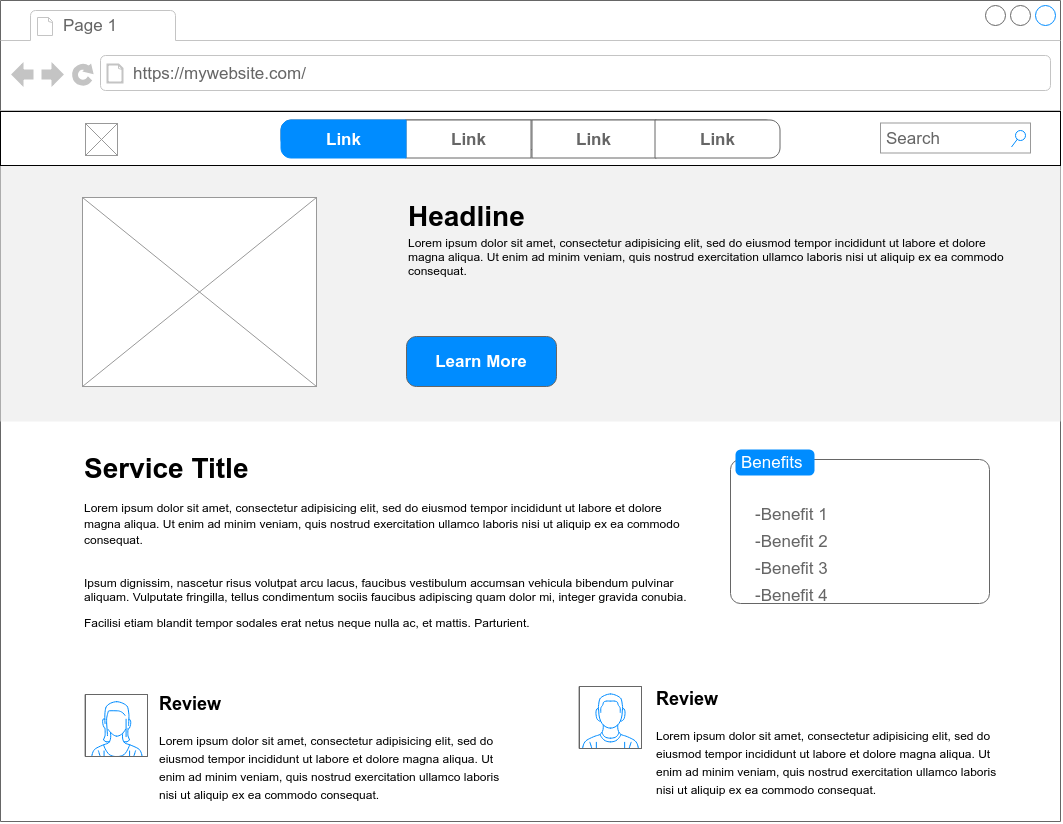 Page 1
https://mywebsite.com/
Link Link Link Link Search
Headline
Lorem ipsum dolor sit amet, consectetur adipisicing elit, sed do eiusmod tempor incididunt ut labore et dolore
magna aliqua. Ut enim ad minim veniam, quis nostrud exercitation ullamco laboris nisi ut aliquip ex ea commodo
consequat.
Learn More
Service Title
Lorem ipsum dolor sit amet, consectetur adipisicing elit, sed do eiusmod tempor incididunt ut labore et dolore
magna aliqua. Ut enim ad minim veniam, quis nostrud exercitation ullamco laboris nisi ut aliquip ex ea commodo
consequat.
Ipsum dignissim, nascetur risus volutpat arcu lacus, faucibus vestibulum accumsan vehicula bibendum pulvinar
aliquam. Vulputate fringilla, tellus condimentum sociis faucibus adipiscing quam dolor mi, integer gravida conubia.
Facilisi etiam blandit tempor sodales erat netus neque nulla ac, et mattis. Parturient.
Benefits
-Benefit 1
-Benefit 2
-Benefit 3
-Benefit 4
Review
Lorem ipsum dolor sit amet, consectetur adipisicing elit, sed do
eiusmod tempor incididunt ut labore et dolore magna aliqua. Ut
enim ad minim veniam, quis nostrud exercitation ullamco laboris
nisi ut aliquip ex ea commodo consequat.
Review
Lorem ipsum dolor sit amet, consectetur adipisicing elit, sed do
eiusmod tempor incididunt ut labore et dolore magna aliqua. Ut
enim ad minim veniam, quis nostrud exercitation ullamco laboris
nisi ut aliquip ex ea commodo consequat.